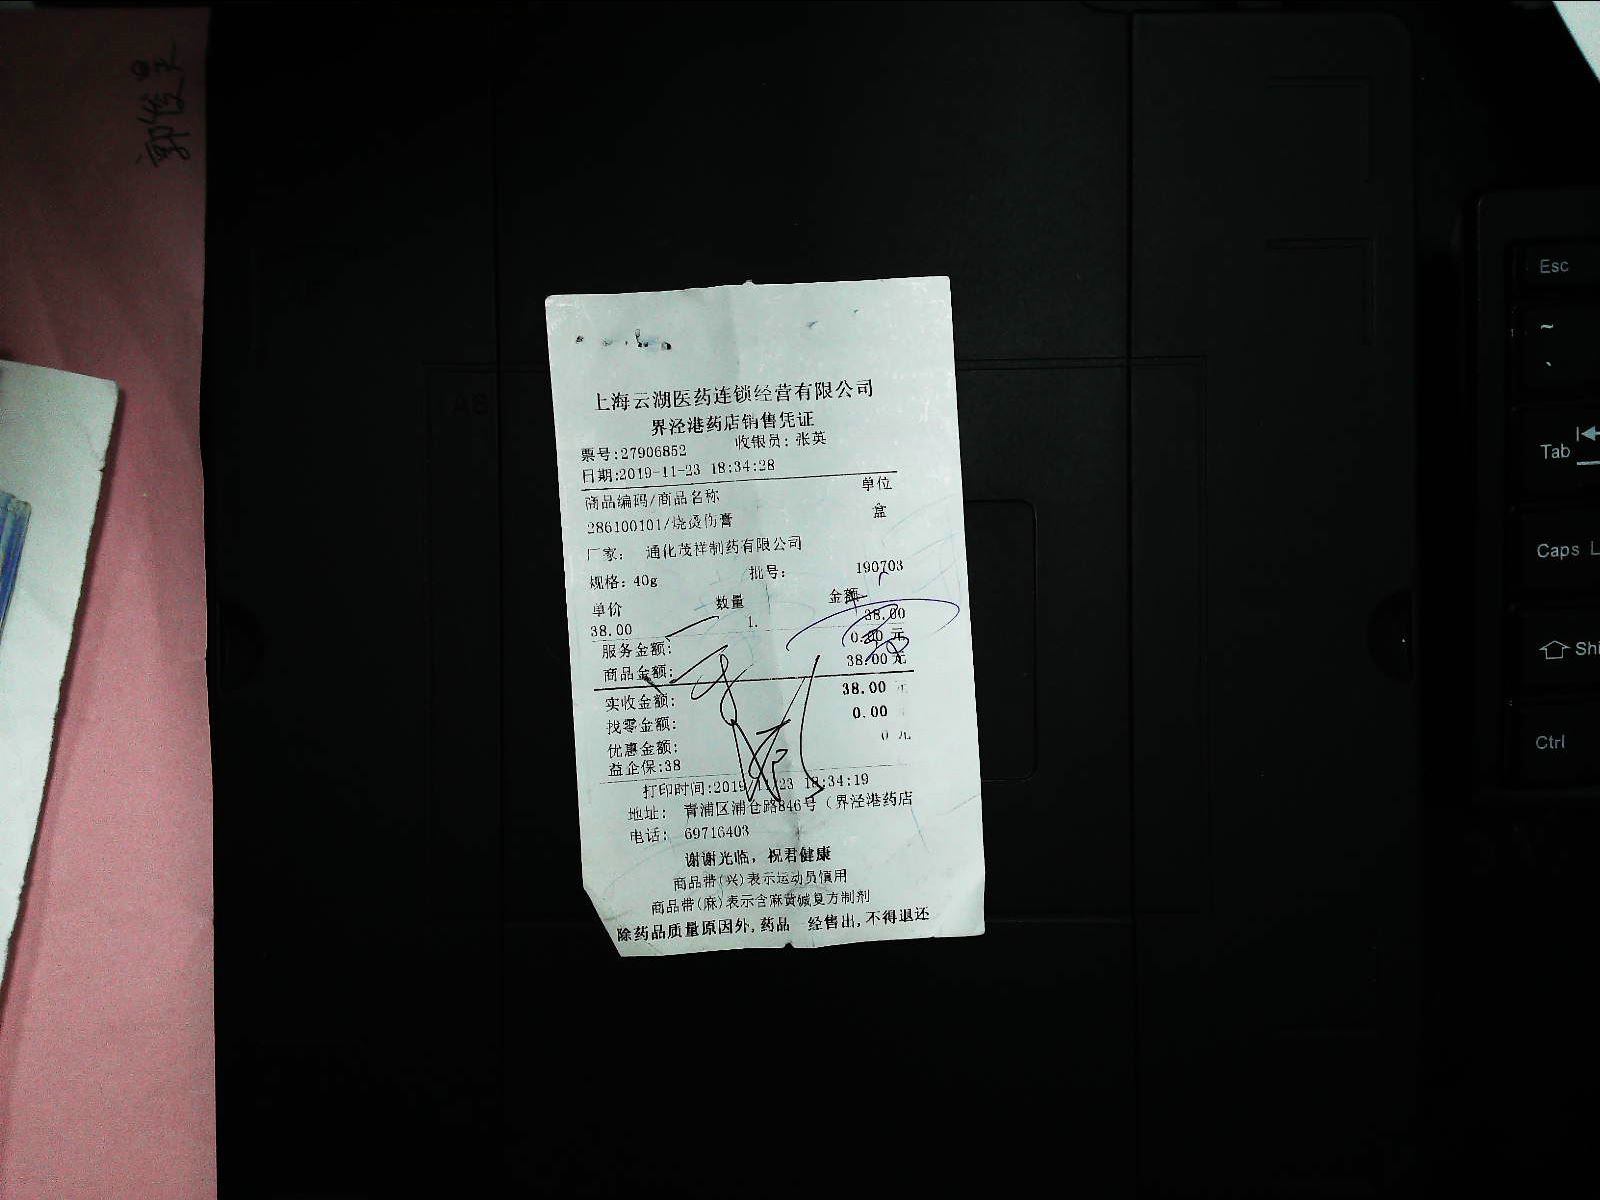 上海云湖医药连锁经营有限公司
界泾港药店销售凭证
票号:27906852 收银员: 张英
日期:2019-11-23 18:34:28
商品编码/商品名称 单位
286100101/烧烫伤膏 盒
厂家: 通化茂祥制药有限公司
规格: 40g 批号: 190703
单价 数量 金额
38.00 1. 38.00
服务金额: 0.00 元
商品金额: 38.00 元
实收金额: 38.00 元
找零金额: 0.00
优惠金额: 0 元
益企保:38
打印时间:2019/11/23 18:34:19
地址: 青浦区浦仓路846号（界泾港药店
电话: 69716403
谢谢光临, 祝君健康
商品带(兴)表示运动员慎用
商品带(麻)表示含麻黄碱复方制剂
除药品质量原因外,药品一经售出,不得退还
Esc
~
`
Tab
Caps L
Shi
Ctrl